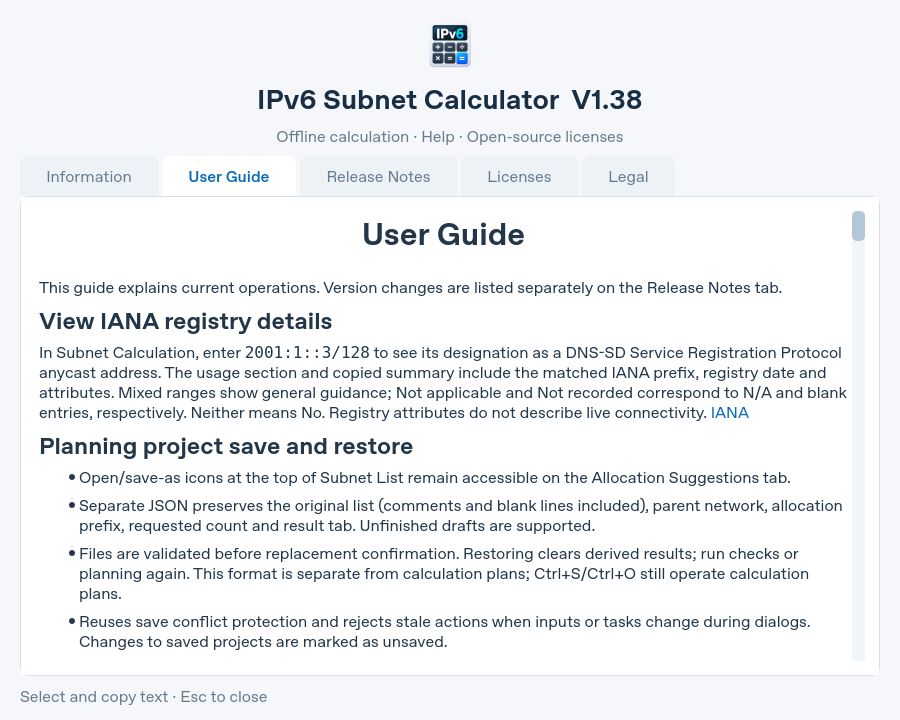 IPv6
IPv6 Subnet Calculator V1.38
Offline calculation · Help · Open-source licenses
Information
User Guide
Release Notes
Licenses
Legal
User Guide
This guide explains current operations. Version changes are listed separately on the Release Notes tab.
View IANA registry details
In Subnet Calculation, enter 2001:1::3/128 to see its designation as a DNS-SD Service Registration Protocol
anycast address. The usage section and copied summary include the matched IANA prefix, registry date and
attributes. Mixed ranges show general guidance; Not applicable and Not recorded correspond to N/A and blank
entries, respectively. Neither means No. Registry attributes do not describe live connectivity. IANA
Planning project save and restore
• Open/save-as icons at the top of Subnet List remain accessible on the Allocation Suggestions tab.
• Separate JSON preserves the original list (comments and blank lines included), parent network, allocation
prefix, requested count and result tab. Unfinished drafts are supported.
• Files are validated before replacement confirmation. Restoring clears derived results; run checks or
planning again. This format is separate from calculation plans; Ctrl+S/Ctrl+O still operate calculation
plans.
• Reuses save conflict protection and rejects stale actions when inputs or tasks change during dialogs.
Changes to saved projects are marked as unsaved.
Select and copy text · Esc to close